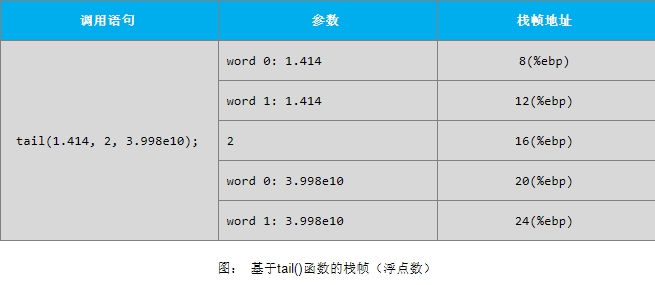 调用语句 参数 栈帧地址
word 0: 1.414 8(%ebp)
word 1: 1.414 12(%ebp)
tail(1.414, 2, 3.998e10); 2 16(%ebp)
word 0: 3.998e10 20(%ebp)
word 1: 3.998e10 24(%ebp)
图： 基于tail()函数的栈帧（浮点数）